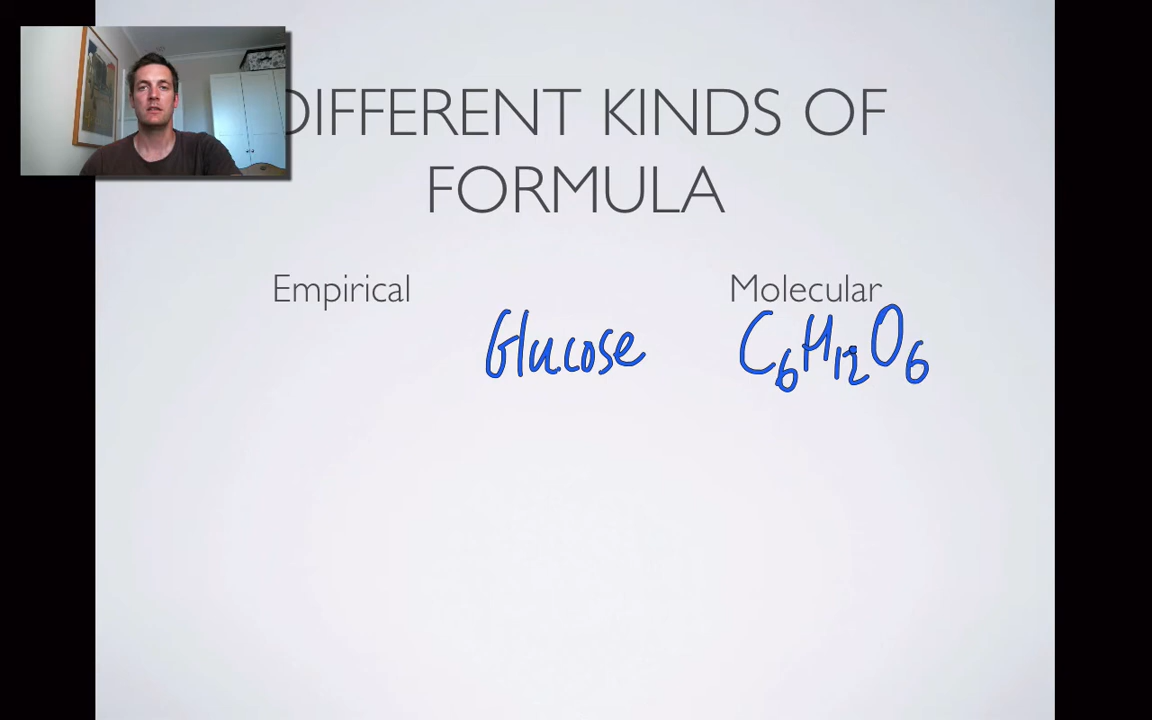 DIFFERENT KINDS OF
FORMULA
Empirical Molecular
Glucose C₆H₁₂O₆